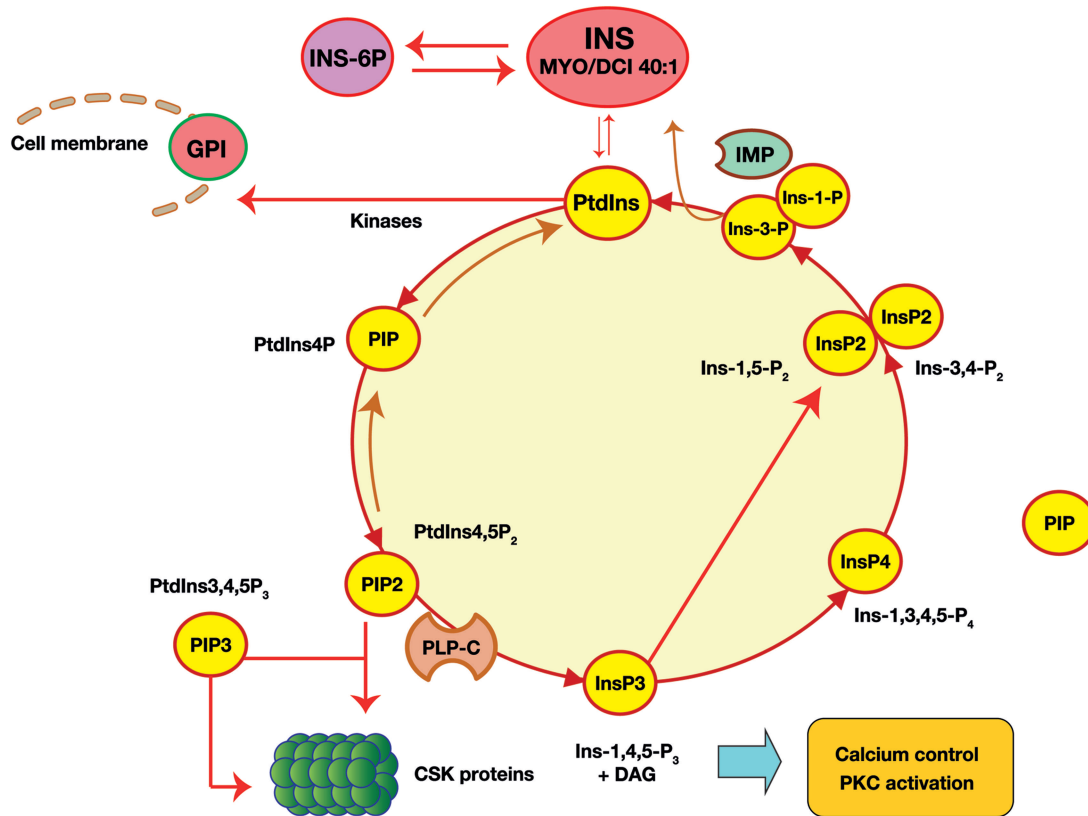 INS-6P
INS
MYO/DCI 40:1
Cell membrane
GPI
IMP
Ins-1-P
PtdIns
Ins-3-P
Kinases
InsP2
PtdIns4P
PIP
InsP2
Ins-1,5-P₂
Ins-3,4-P₂
PtdIns4,5P₂
PIP
InsP4
PtdIns3,4,5P₃
PIP2
Ins-1,3,4,5-P₄
PIP3
PLP-C
InsP3
Ins-1,4,5-P₃
+ DAG
CSK proteins
Calcium control
PKC activation